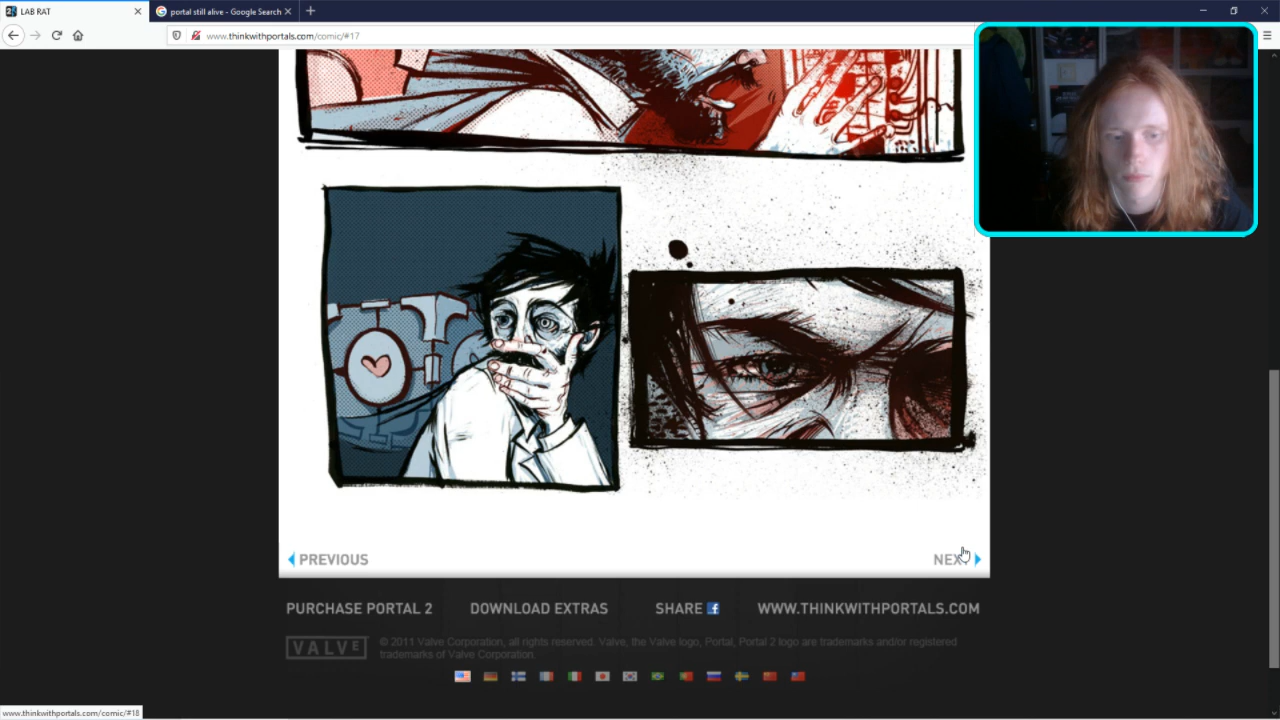 LAB RAT
portal still alive - Google Search
www.thinkwithportals.com/comic/#17
PREVIOUS
NEXT
PURCHASE PORTAL 2
DOWNLOAD EXTRAS
SHARE
WWW.THINKWITHPORTALS.COM
VALVE
© 2011 Valve Corporation, all rights reserved. Valve, the Valve logo, Portal, Portal 2 logo are trademarks and/or registered
trademarks of Valve Corporation.
www.thinkwithportals.com/comic/#18